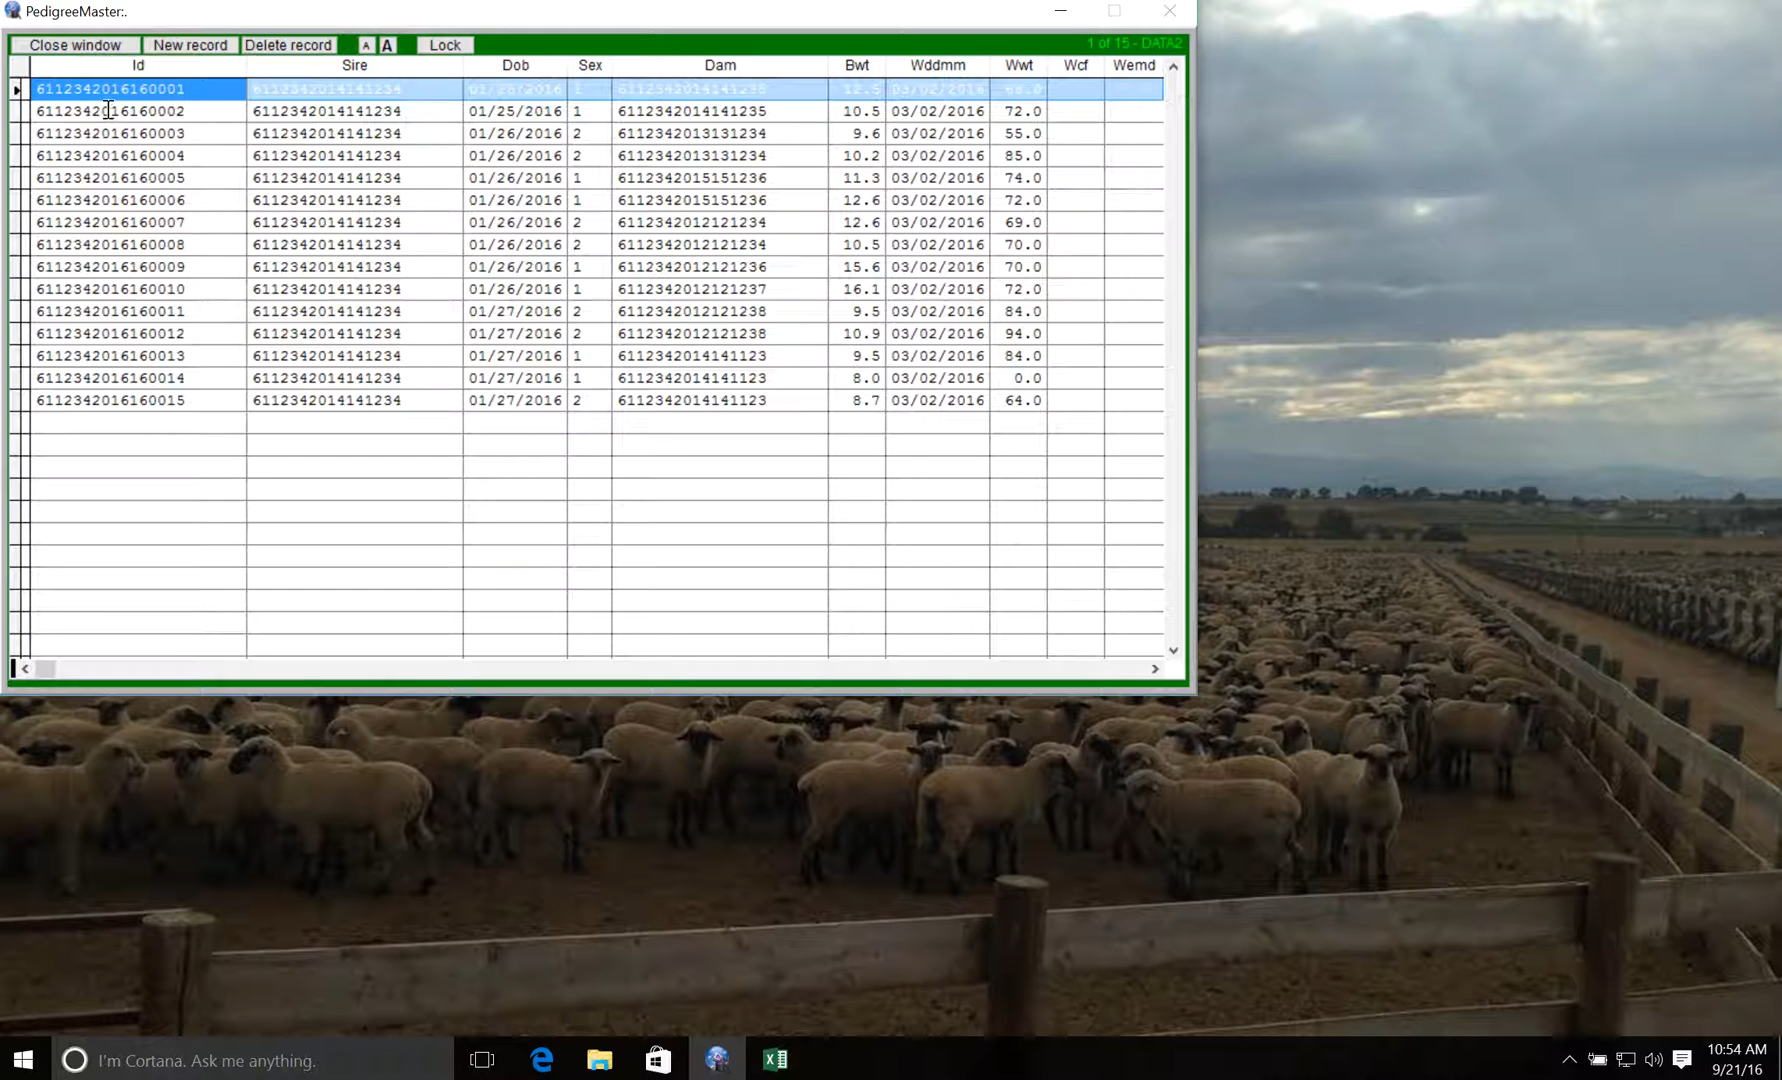 PedigreeMaster:.
Close window New record Delete record A A Lock 1 of 15 - DATA2
Id Sire Dob Sex Dam Bwt Wddmm Wwt Wcf Wemd
6112342016160001 6112342014141234 1 12.5 03/02/2016
6112342016160002 6112342014141234 01/25/2016 1 6112342014141235 10.5 03/02/2016 72.0
6112342016160003 6112342014141234 01/26/2016 2 6112342013131234 9.6 03/02/2016 55.0
6112342016160004 6112342014141234 01/26/2016 2 6112342013131234 10.2 03/02/2016 85.0
6112342016160005 6112342014141234 01/26/2016 1 6112342015151236 11.3 03/02/2016 74.0
6112342016160006 6112342014141234 01/26/2016 1 6112342015151236 12.6 03/02/2016 72.0
6112342016160007 6112342014141234 01/26/2016 2 6112342012121234 12.6 03/02/2016 69.0
6112342016160008 6112342014141234 01/26/2016 2 6112342012121234 10.5 03/02/2016 70.0
6112342016160009 6112342014141234 01/26/2016 1 6112342012121236 15.6 03/02/2016 70.0
6112342016160010 6112342014141234 01/26/2016 1 6112342012121237 16.1 03/02/2016 72.0
6112342016160011 6112342014141234 01/27/2016 2 6112342012121238 9.5 03/02/2016 84.0
6112342016160012 6112342014141234 01/27/2016 2 6112342012121238 10.9 03/02/2016 94.0
6112342016160013 6112342014141234 01/27/2016 1 6112342014141123 9.5 03/02/2016 84.0
6112342016160014 6112342014141234 01/27/2016 1 6112342014141123 8.0 03/02/2016 0.0
6112342016160015 6112342014141234 01/27/2016 2 6112342014141123 8.7 03/02/2016 64.0
I'm Cortana. Ask me anything.
10:54 AM
9/21/16